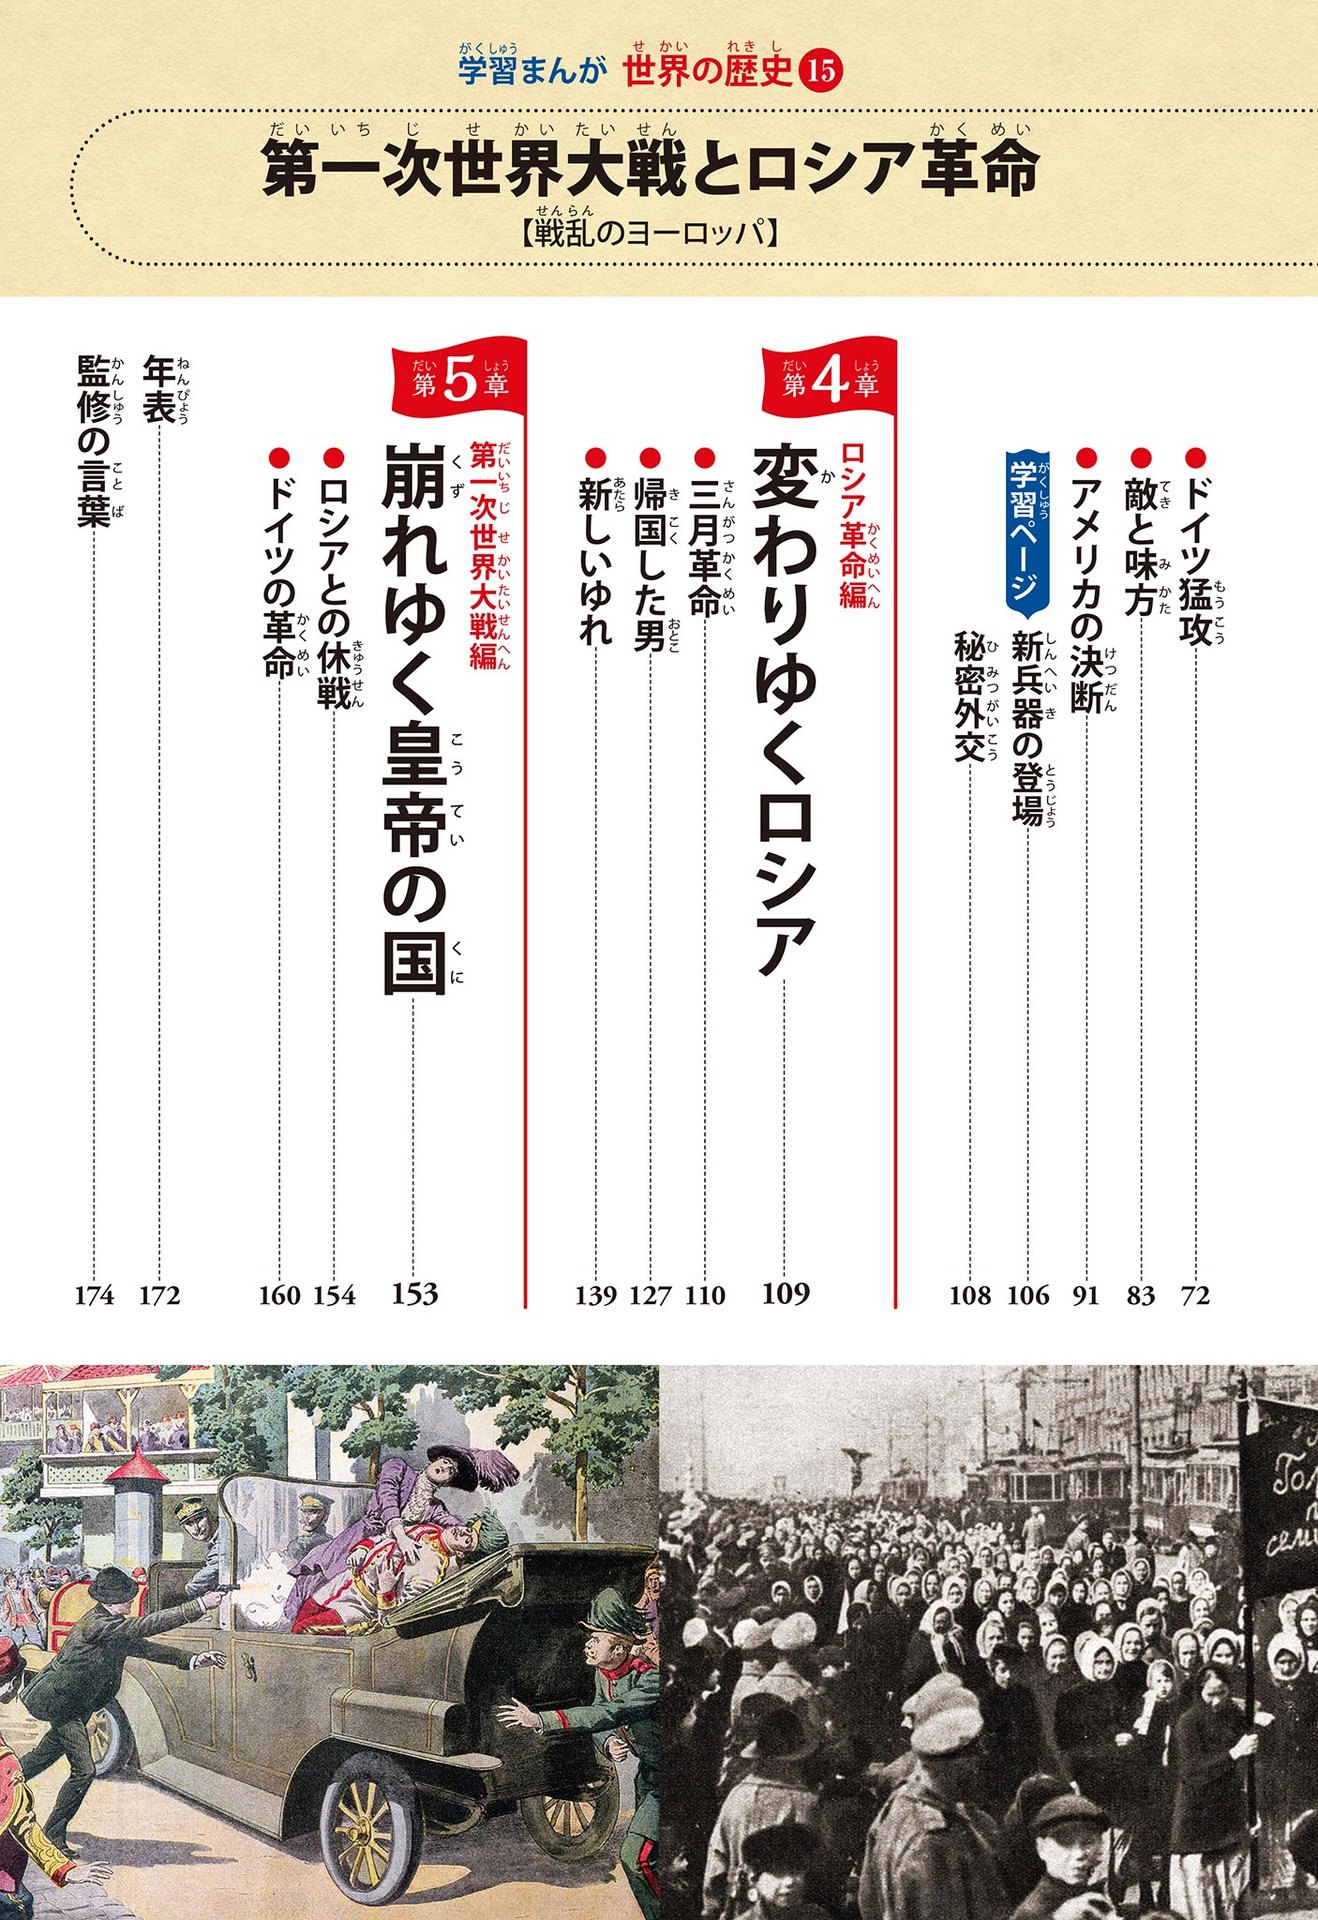 学習まんが 世界の歴史15
第一次世界大戦とロシア革命
【戦乱のヨーロッパ】
ドイツ猛攻 72
敵と味方 83
アメリカの決断 91
学習ページ
新兵器の登場 106
秘密外交 108
第4章
ロシア革命編
変わりゆくロシア 109
三月革命 110
帰国した男 127
新しいゆれ 139
第5章
第一次世界大戦編
崩れゆく皇帝の国 153
ロシアとの休戦 154
ドイツの革命 160
年表 172
監修の言葉 174